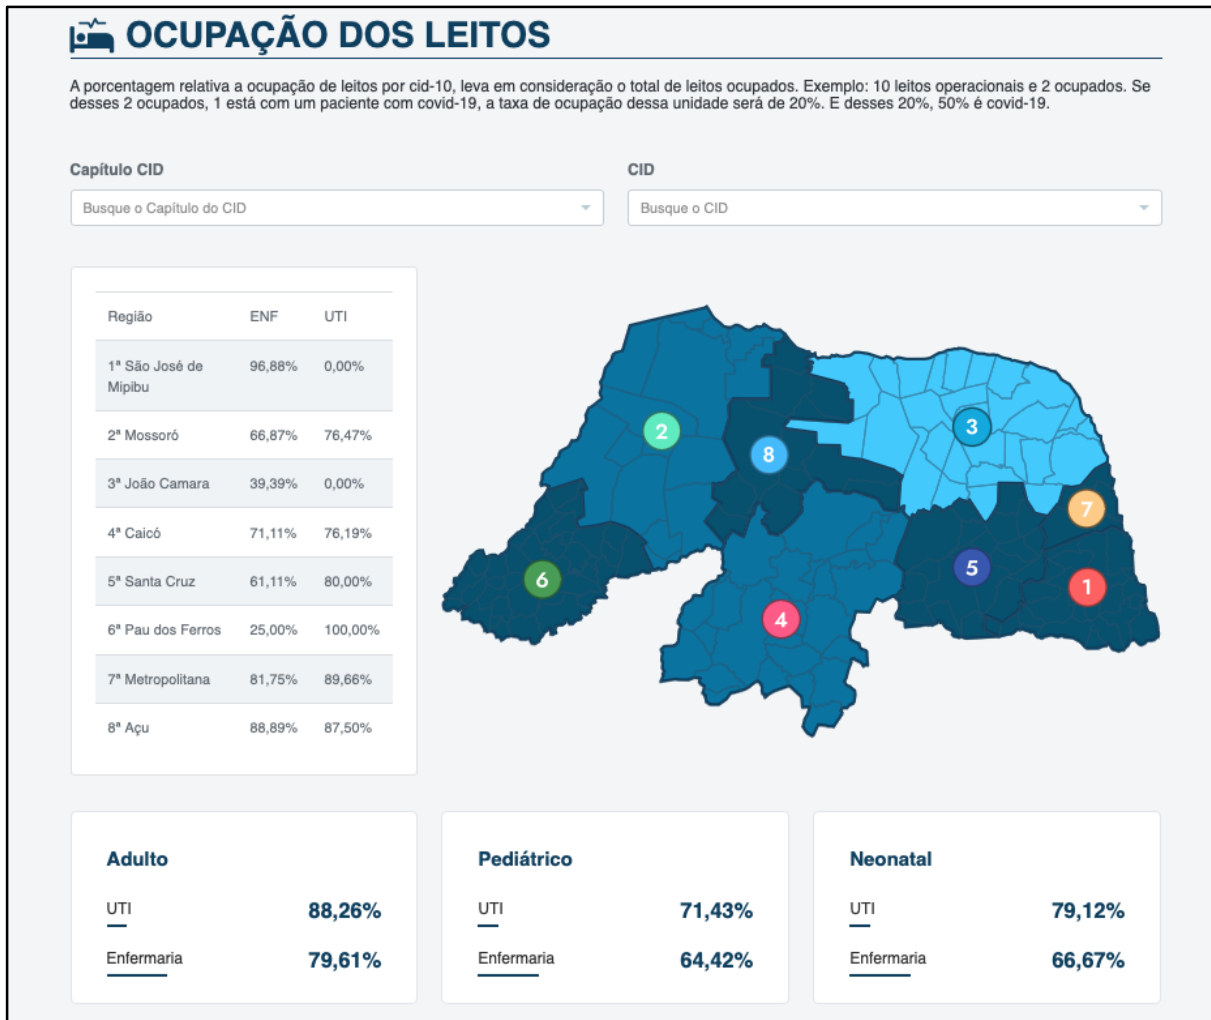 OCUPAÇÃO DOS LEITOS
A porcentagem relativa a ocupação de leitos por cid-10, leva em consideração o total de leitos ocupados. Exemplo: 10 leitos operacionais e 2 ocupados. Se
desses 2 ocupados, 1 está com um paciente com covid-19, a taxa de ocupação dessa unidade será de 20%. E desses 20%, 50% é covid-19.
Capítulo CID
CID
Busque o Capítulo do CID
Busque o CID
Região ENF UTI
1ª São José de
Mipibu 96,88% 0,00%
2ª Mossoró 66,87% 76,47%
3ª João Camara 39,39% 0,00%
4ª Caicó 71,11% 76,19%
5ª Santa Cruz 61,11% 80,00%
6ª Pau dos Ferros 25,00% 100,00%
7ª Metropolitana 81,75% 89,66%
8ª Açu 88,89% 87,50%
2
3
8
7
6
5
1
4
Adulto
UTI 88,26%
Enfermaria 79,61%
Pediátrico
UTI 71,43%
Enfermaria 64,42%
Neonatal
UTI 79,12%
Enfermaria 66,67%